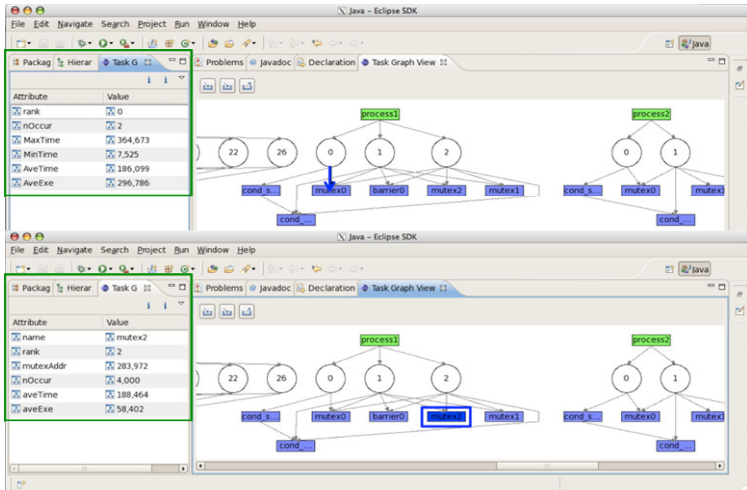 Java - Eclipse SDK
File Edit Navigate Search Project Run Window Help
Java
Packag Hierar Task G Problems Javadoc Declaration Task Graph View
Attribute Value
rank 0
nOccur 2
MaxTime 364,673
MinTime 7,525
AveTime 186,099
AveExe 296,786
process1 process2
22 26 0 1 2 0 1
cond_s... mutex0 barrier0 mutex2 mutex1 cond_s... mutex0 mutex
cond_... cond_...
Java - Eclipse SDK
File Edit Navigate Search Project Run Window Help
Java
Packag Hierar Task G Problems Javadoc Declaration Task Graph View
Attribute Value
name mutex2
rank 2
mutexAddr 283,972
nOccur 4,000
aveTime 188,464
aveExe 58,402
process1 process2
22 26 0 1 2 0 1
cond_s... mutex0 barrier0 mutex2 mutex1 cond_s... mutex0 mutex
cond_... cond_...